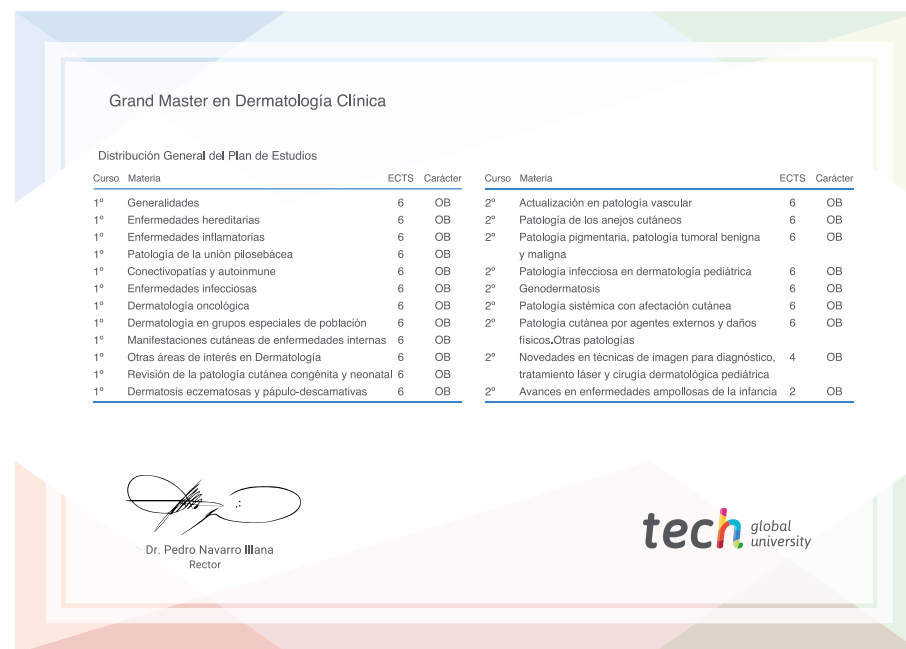 Grand Master en Dermatología Clínica
Distribución General del Plan de Estudios
Curso Materia ECTS Carácter
1º Generalidades 6 OB
1º Enfermedades hereditarias 6 OB
1º Enfermedades inflamatorias 6 OB
1º Patología de la unión pilosebácea 6 OB
1º Conectivopatías y autoinmune 6 OB
1º Enfermedades infecciosas 6 OB
1º Dermatología oncológica 6 OB
1º Dermatología en grupos especiales de población 6 OB
1º Manifestaciones cutáneas de enfermedades internas 6 OB
1º Otras áreas de interés en Dermatología 6 OB
1º Revisión de la patología cutánea congénita y neonatal 6 OB
1º Dermatosis eczematosas y pápulo-descamativas 6 OB
Curso Materia ECTS Carácter
2º Actualización en patología vascular 6 OB
2º Patología de los anejos cutáneos 6 OB
2º Patología pigmentaria, patología tumoral benigna 6 OB
y maligna
2º Patología infecciosa en dermatología pediátrica 6 OB
2º Genodermatosis 6 OB
2º Patología sistémica con afectación cutánea 6 OB
2º Patología cutánea por agentes externos y daños 6 OB
físicos.Otras patologías
2º Novedades en técnicas de imagen para diagnóstico, 4 OB
tratamiento láser y cirugía dermatológica pediátrica
2º Avances en enfermedades ampollosas de la infancia 2 OB
Dr. Pedro Navarro Illana
Rector
tech global
university